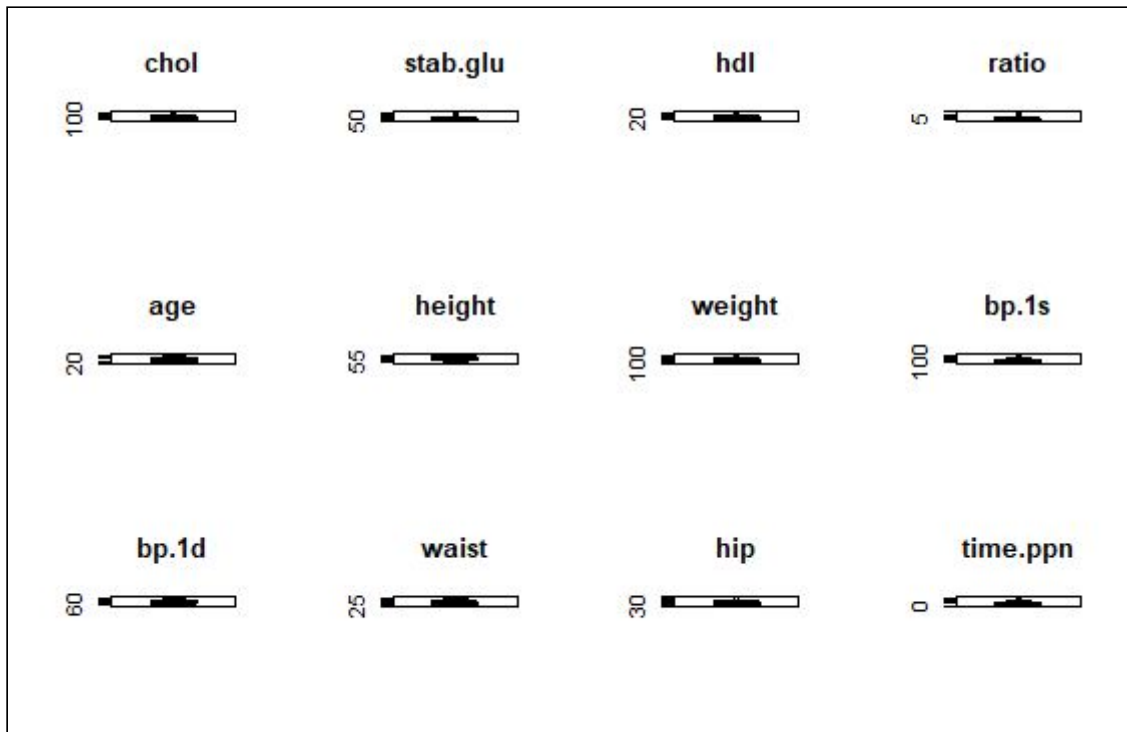 chol stab.glu hdl ratio
100 50 20 5
age height weight bp.1s
20 55 100 100
bp.1d waist hip time.ppn
60 25 30 0